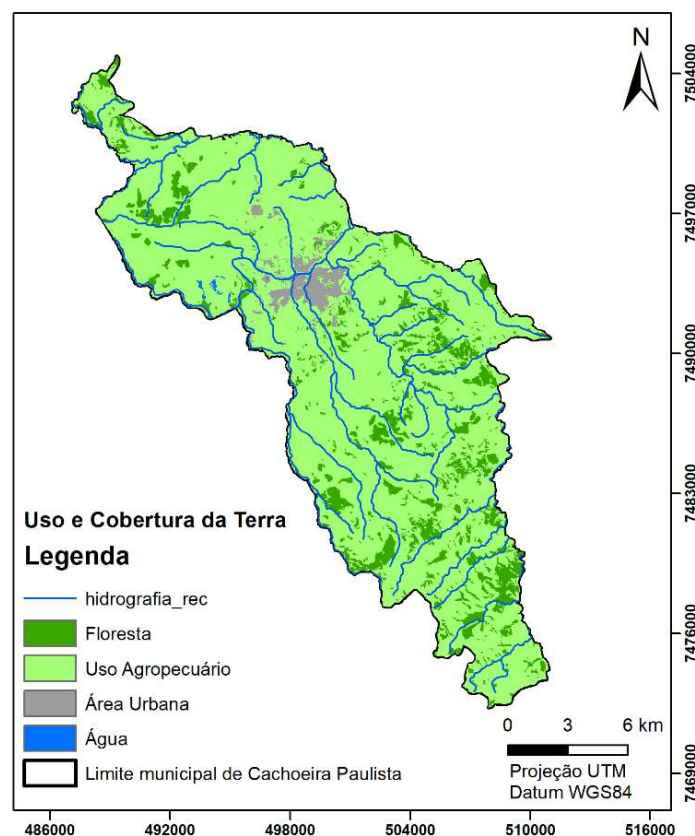 N
7504000
7497000
7490000
7483000
7476000
7469000
Uso e Cobertura da Terra
Legenda
hidrografia_rec
Floresta
Uso Agropecuário
Área Urbana
Água
Limite municipal de Cachoeira Paulista
0 3 6 km
Projeção UTM
Datum WGS84
486000 492000 498000 504000 510000 516000